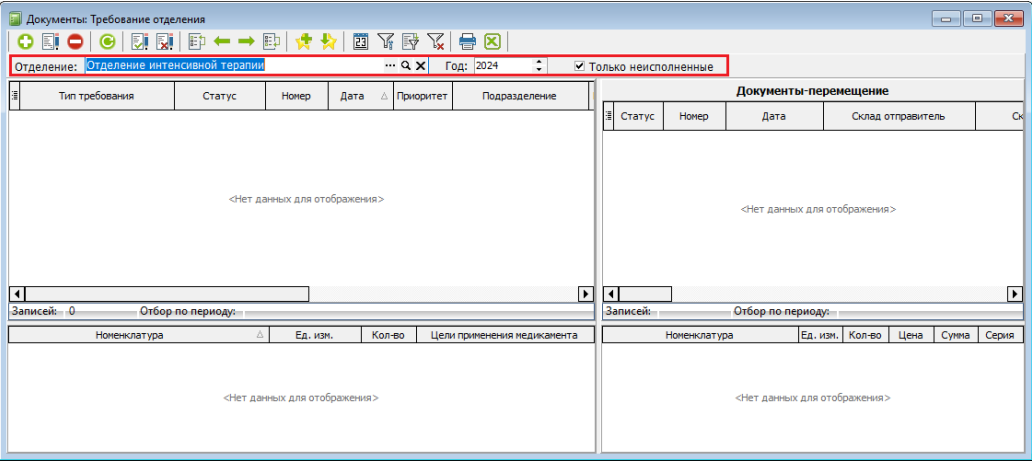 Документы: Требование отделения
23
Отделение: Отделение интенсивной терапии ... Год: 2024 Только неисполненные
Тип требования Статус Номер Дата Приоритет Подразделение
<Нет данных для отображения>
Записей: 0 Отбор по периоду:
Номенклатура Ед. изм. Кол-во Цели применения медикамента
<Нет данных для отображения>
Документы-перемещение
Статус Номер Дата Склад отправитель Ск
<Нет данных для отображения>
Записей: Отбор по периоду:
Номенклатура Ед. изм. Кол-во Цена Сумма Серия
<Нет данных для отображения>